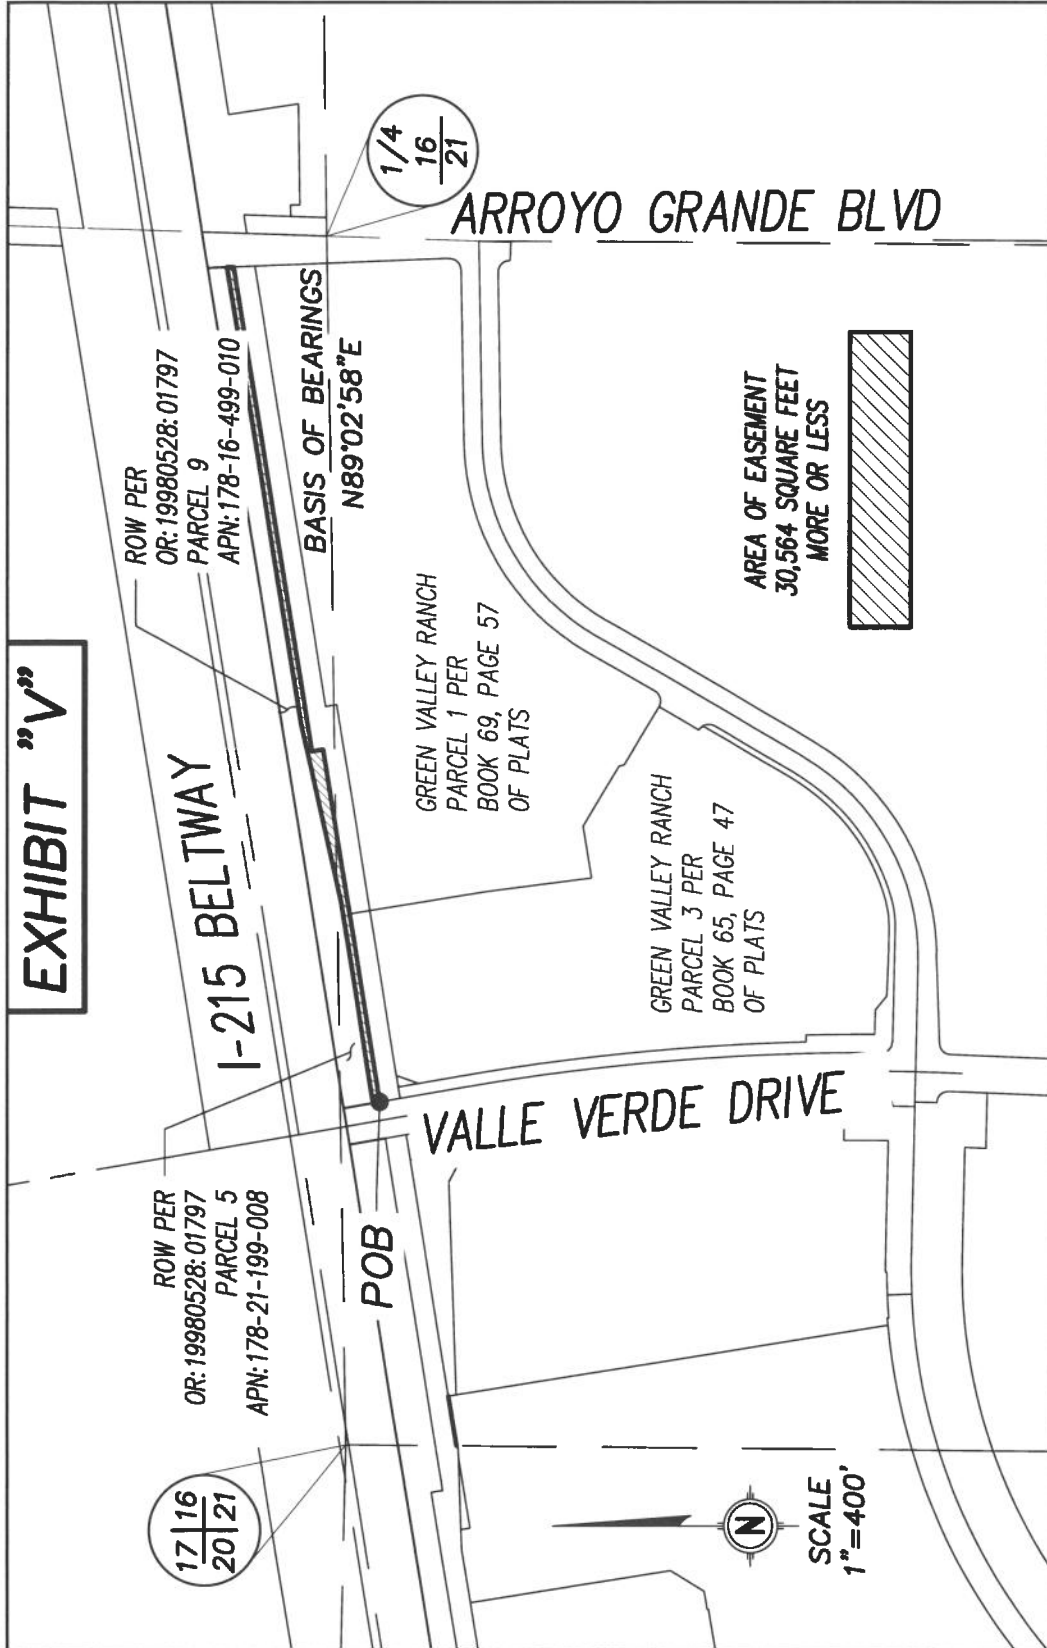 EXHIBIT "V"
I-215 BELTWAY
ROW PER
OR:19980528:01797
PARCEL 5
APN:178-21-199-008
ROW PER
OR:19980528:01797
PARCEL 9
APN:178-16-499-010
17 16
20 21
1/4
16
21
BASIS OF BEARINGS
N89°02'58"E
POB
VALLE VERDE DRIVE
ARROYO GRANDE BLVD
GREEN VALLEY RANCH
PARCEL 1 PER
BOOK 69, PAGE 57
OF PLATS
GREEN VALLEY RANCH
PARCEL 3 PER
BOOK 65, PAGE 47
OF PLATS
N
SCALE
1"=400'
AREA OF EASEMENT
30,564 SQUARE FEET
MORE OR LESS